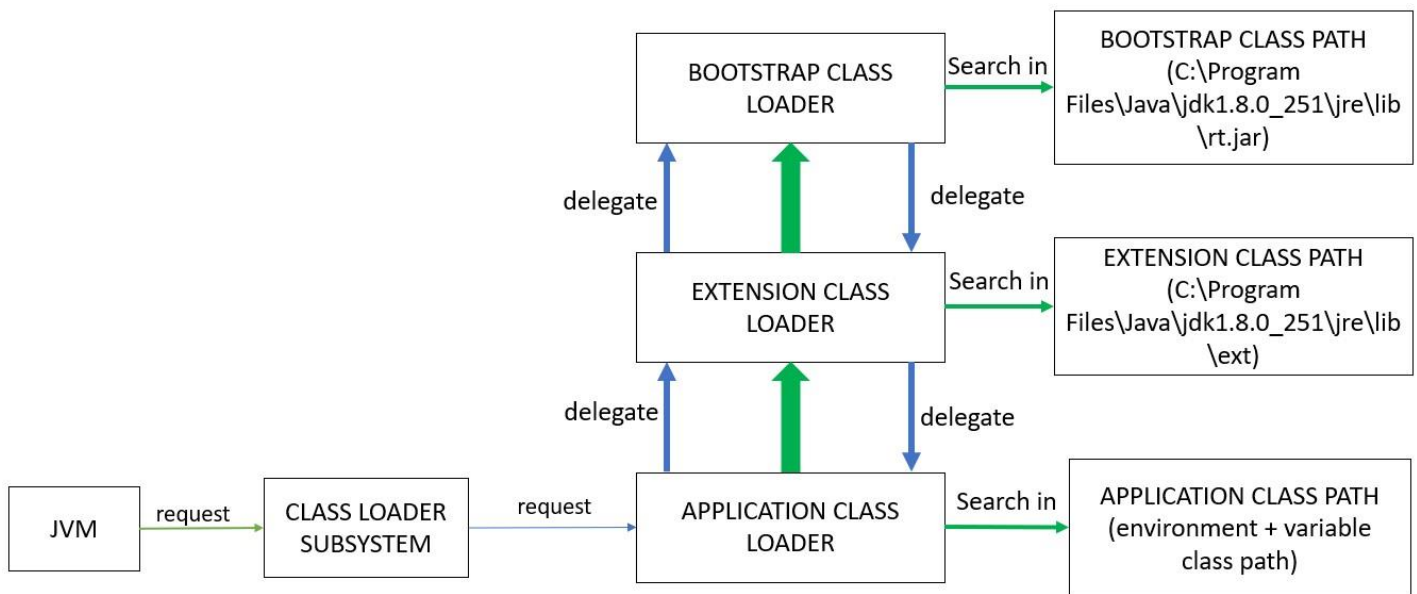 BOOTSTRAP CLASS
LOADER
Search in
BOOTSTRAP CLASS PATH
(C:\Program
Files\Java\jdk1.8.0_251\jre\lib
\rt.jar)
delegate
delegate
EXTENSION CLASS
LOADER
Search in
EXTENSION CLASS PATH
(C:\Program
Files\Java\jdk1.8.0_251\jre\lib
\ext)
delegate
delegate
JVM
request
CLASS LOADER
SUBSYSTEM
request
APPLICATION CLASS
LOADER
Search in
APPLICATION CLASS PATH
(environment + variable
class path)